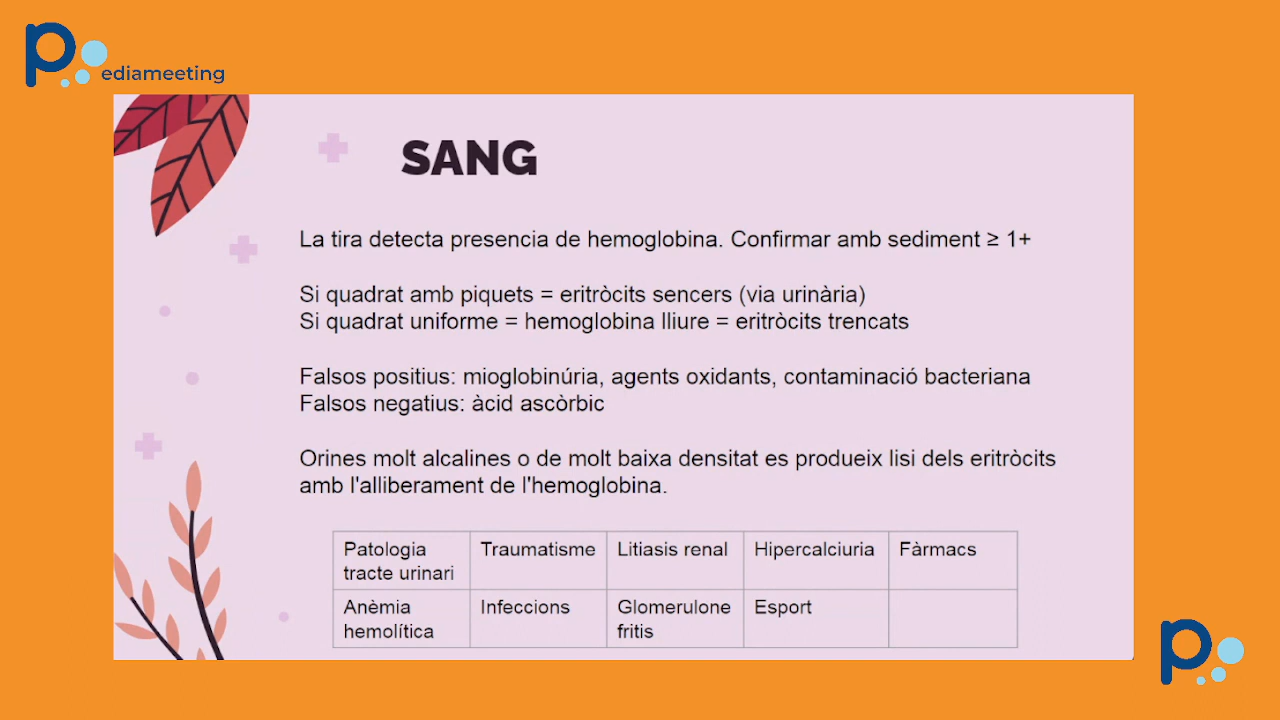 pediameeting
SANG
La tira detecta presencia de hemoglobina. Confirmar amb sediment ≥ 1+
Si quadrat amb piquets = eritròcits sencers (via urinària)
Si quadrat uniforme = hemoglobina lliure = eritròcits trencats
Falsos positius: mioglobinúria, agents oxidants, contaminació bacteriana
Falsos negatius: àcid ascòrbic
Orines molt alcalines o de molt baixa densitat es produeix lisi dels eritròcits
amb l'alliberament de l'hemoglobina.
Patologia tracte urinari Traumatisme Litiasis renal Hipercalciuria Fàrmacs
Anèmia hemolítica Infeccions Glomerulone fritis Esport
p